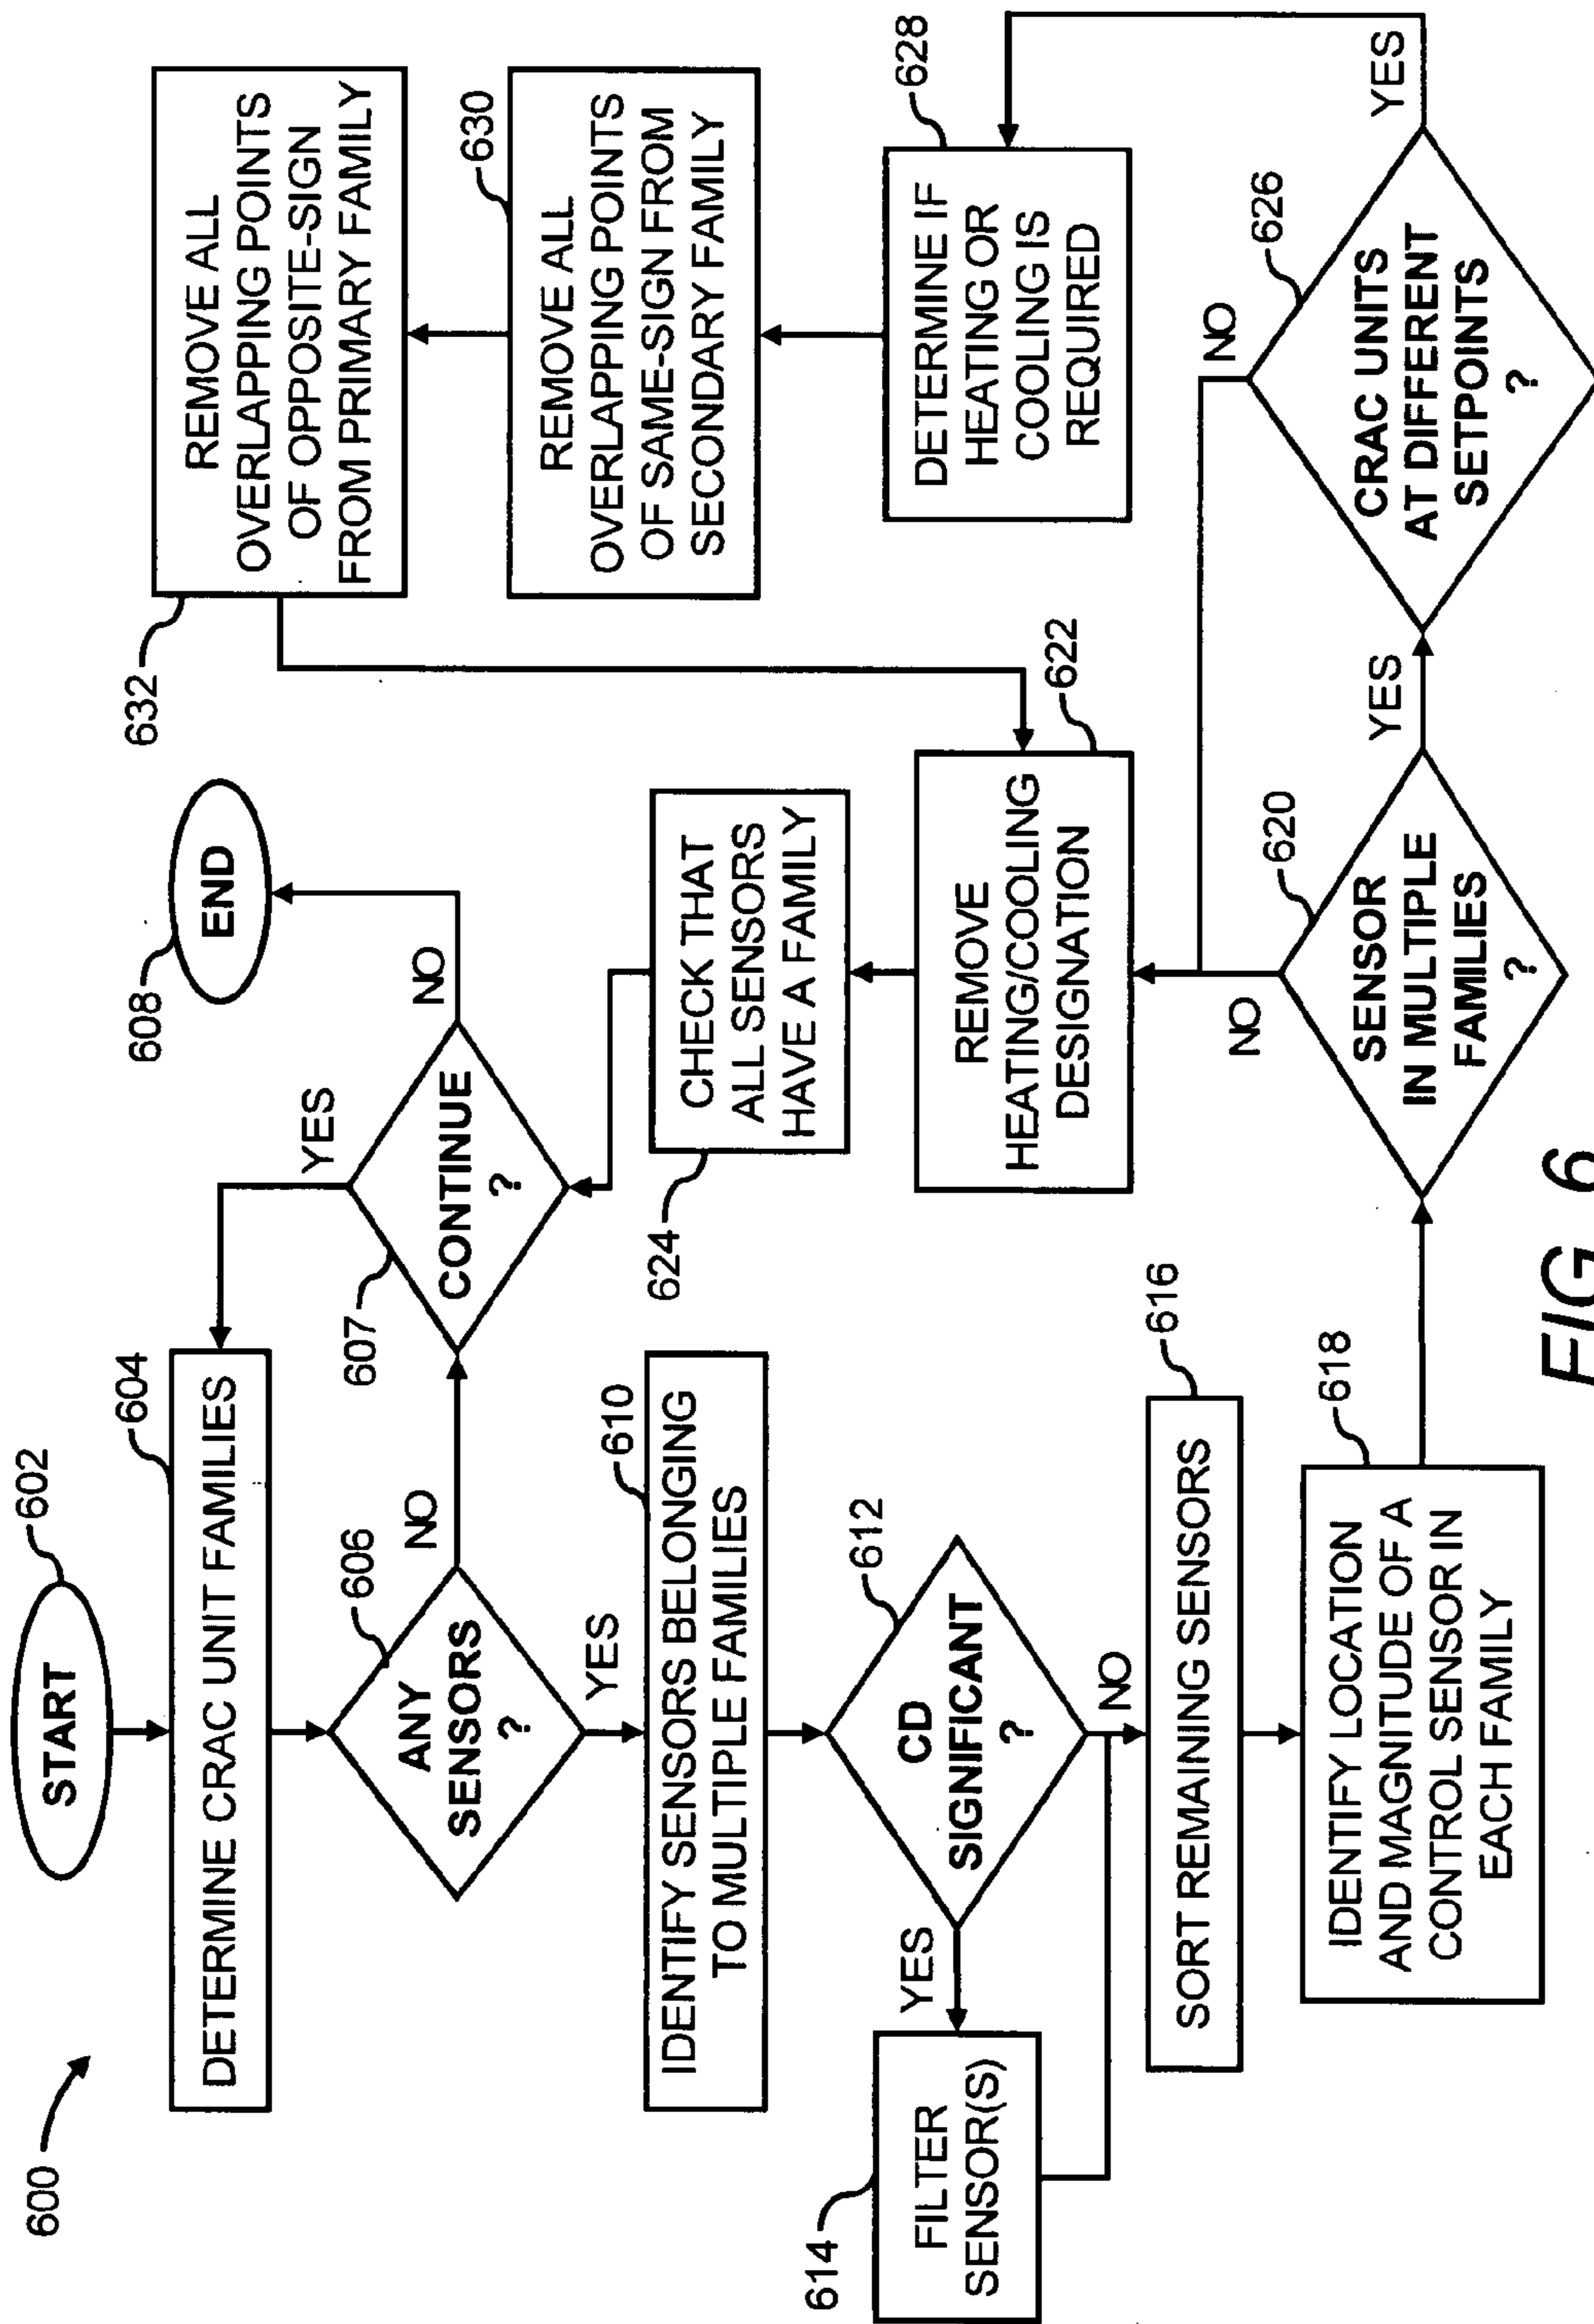 600
START
602
DETERMINE CRAC UNIT FAMILIES
604
ANY
SENSORS
?
606
NO
YES
CONTINUE
?
607
YES
NO
END
608
IDENTIFY SENSORS BELONGING
TO MULTIPLE FAMILIES
610
CD
SIGNIFICANT
?
612
YES
NO
FILTER
SENSOR(S)
614
SORT REMAINING SENSORS
616
IDENTIFY LOCATION
AND MAGNITUDE OF A
CONTROL SENSOR IN
EACH FAMILY
618
SENSOR
IN MULTIPLE
FAMILIES
?
620
NO
YES
REMOVE
HEATING/COOLING
DESIGNATION
622
CHECK THAT
ALL SENSORS
HAVE A FAMILY
624
CRAC UNITS
AT DIFFERENT
SETPOINTS
?
626
NO
YES
DETERMINE IF
HEATING OR
COOLING IS
REQUIRED
628
REMOVE ALL
OVERLAPPING POINTS
OF SAME-SIGN FROM
SECONDARY FAMILY
630
REMOVE ALL
OVERLAPPING POINTS
OF OPPOSITE-SIGN
FROM PRIMARY FAMILY
632
FIG. 6